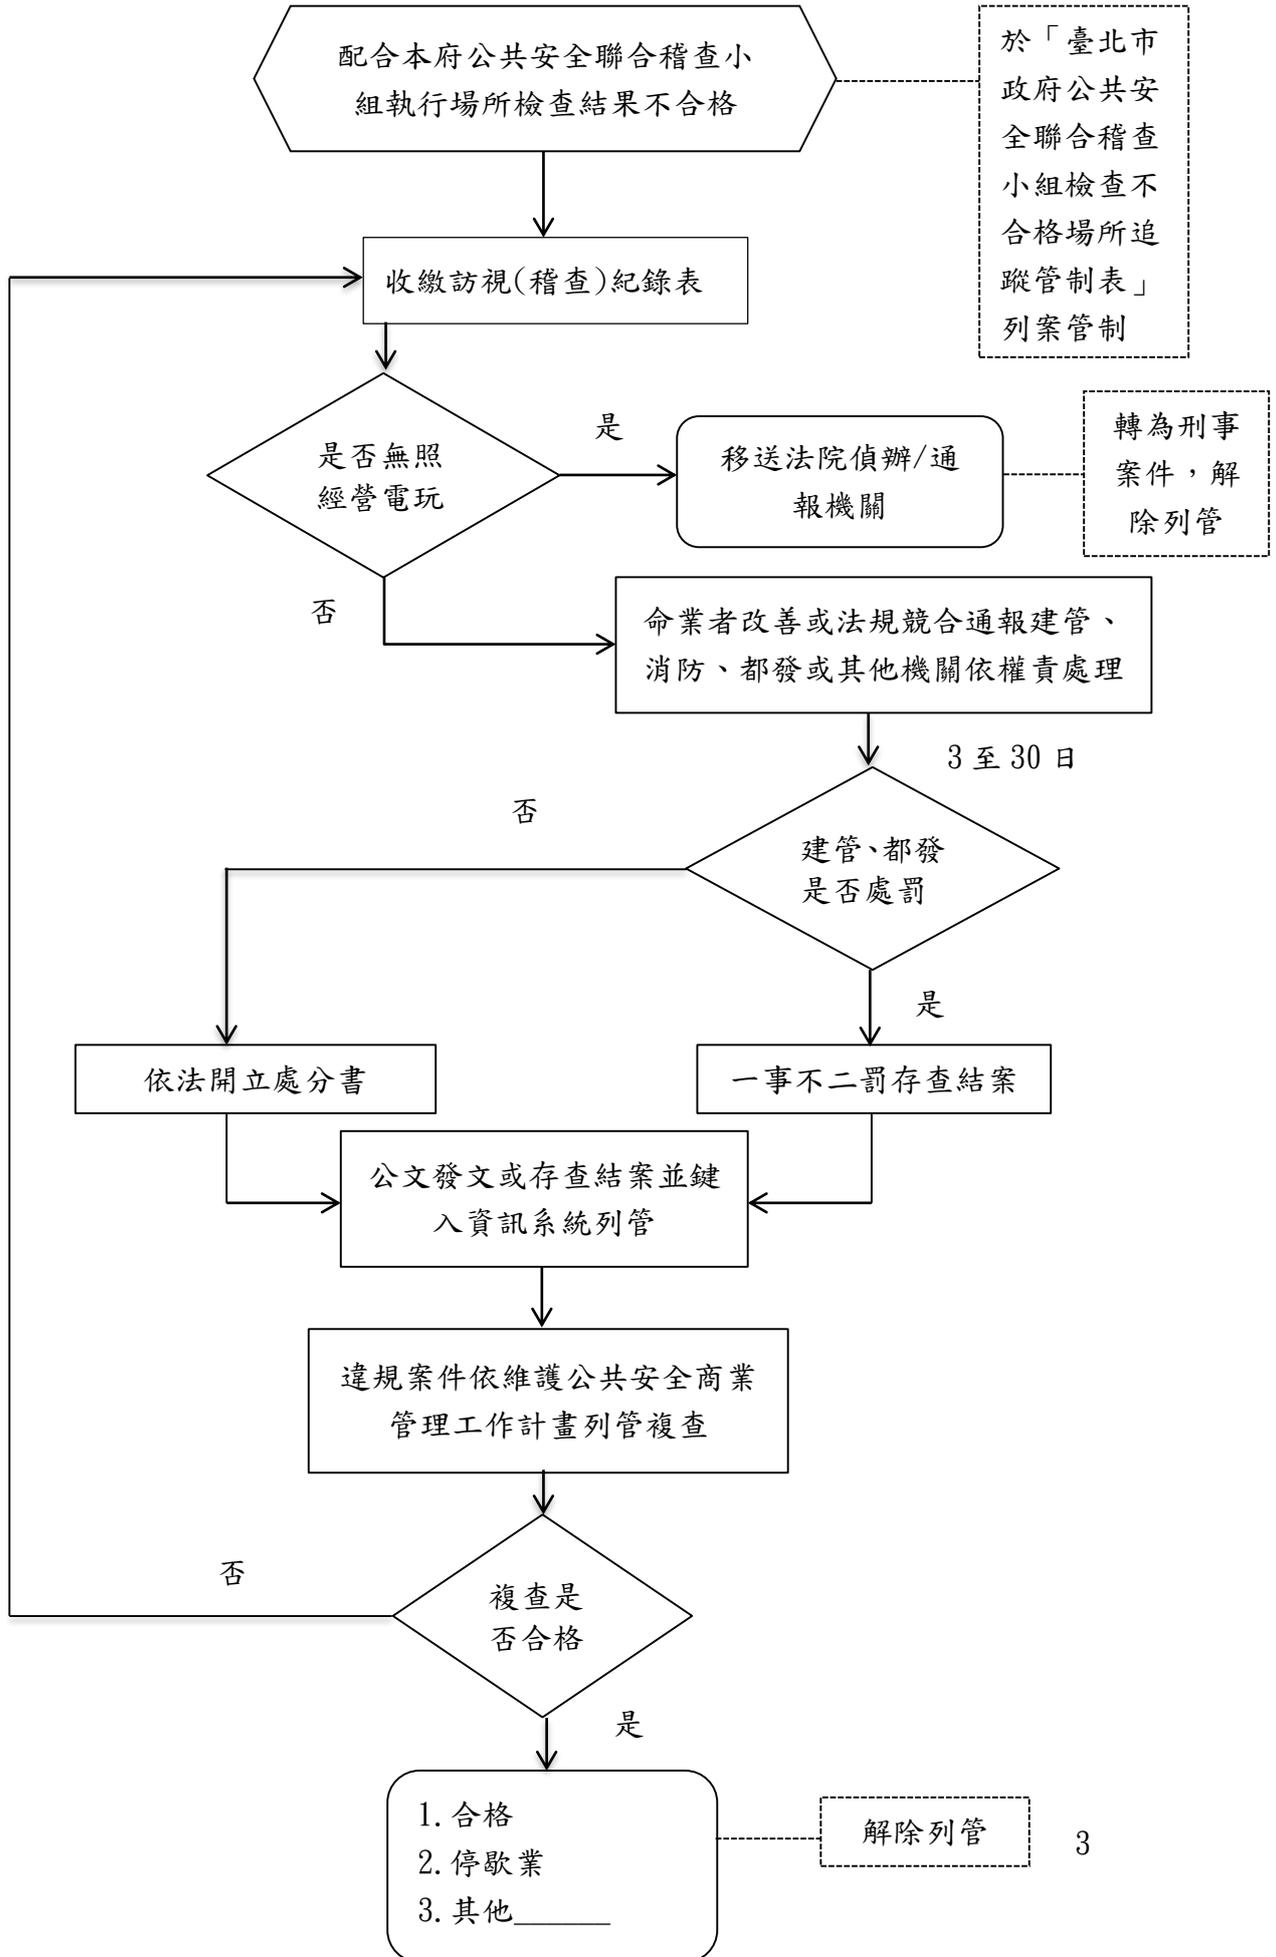 配合本府公共安全聯合稽查小
組執行場所檢查結果不合格
於「臺北市
政府公共安
全聯合稽查
小組檢查不
合格場所追
蹤管制表」
列案管制
收繳訪視(稽查)紀錄表
是否無照
經營電玩
是
移送法院偵辦/通
報機關
轉為刑事
案件，解
除列管
否
命業者改善或法規競合通報建管、
消防、都發或其他機關依權責處理
3 至 30 日
否
建管、都發
是否處罰
是
依法開立處分書
一事不二罰存查結案
公文發文或存查結案並鍵
入資訊系統列管
違規案件依維護公共安全商業
管理工作計畫列管複查
否
複查是
否合格
是
1. 合格
2. 停歇業
3. 其他______
解除列管
3